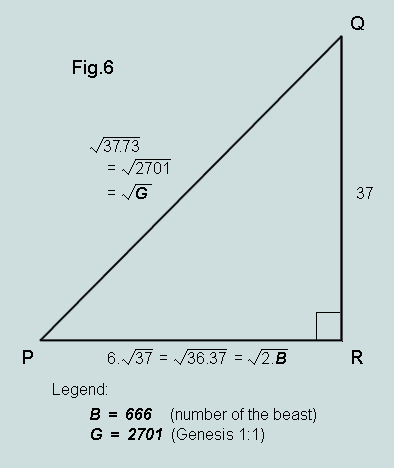 Q
Fig.6
√37.73
= √2701
= √G
37
P
6.√37 = √36.37 = √2.B
R
Legend:
B = 666 (number of the beast)
G = 2701 (Genesis 1:1)